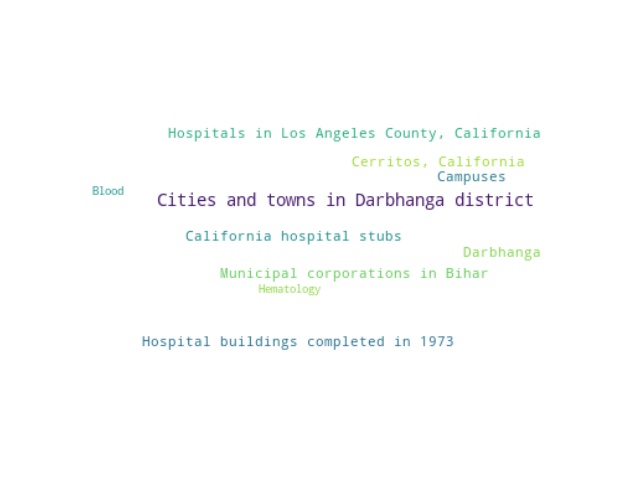 Hospitals in Los Angeles County, California
Cerritos, California
Campuses
Blood
Cities and towns in Darbhanga district
California hospital stubs
Darbhanga
Municipal corporations in Bihar
Hematology
Hospital buildings completed in 1973